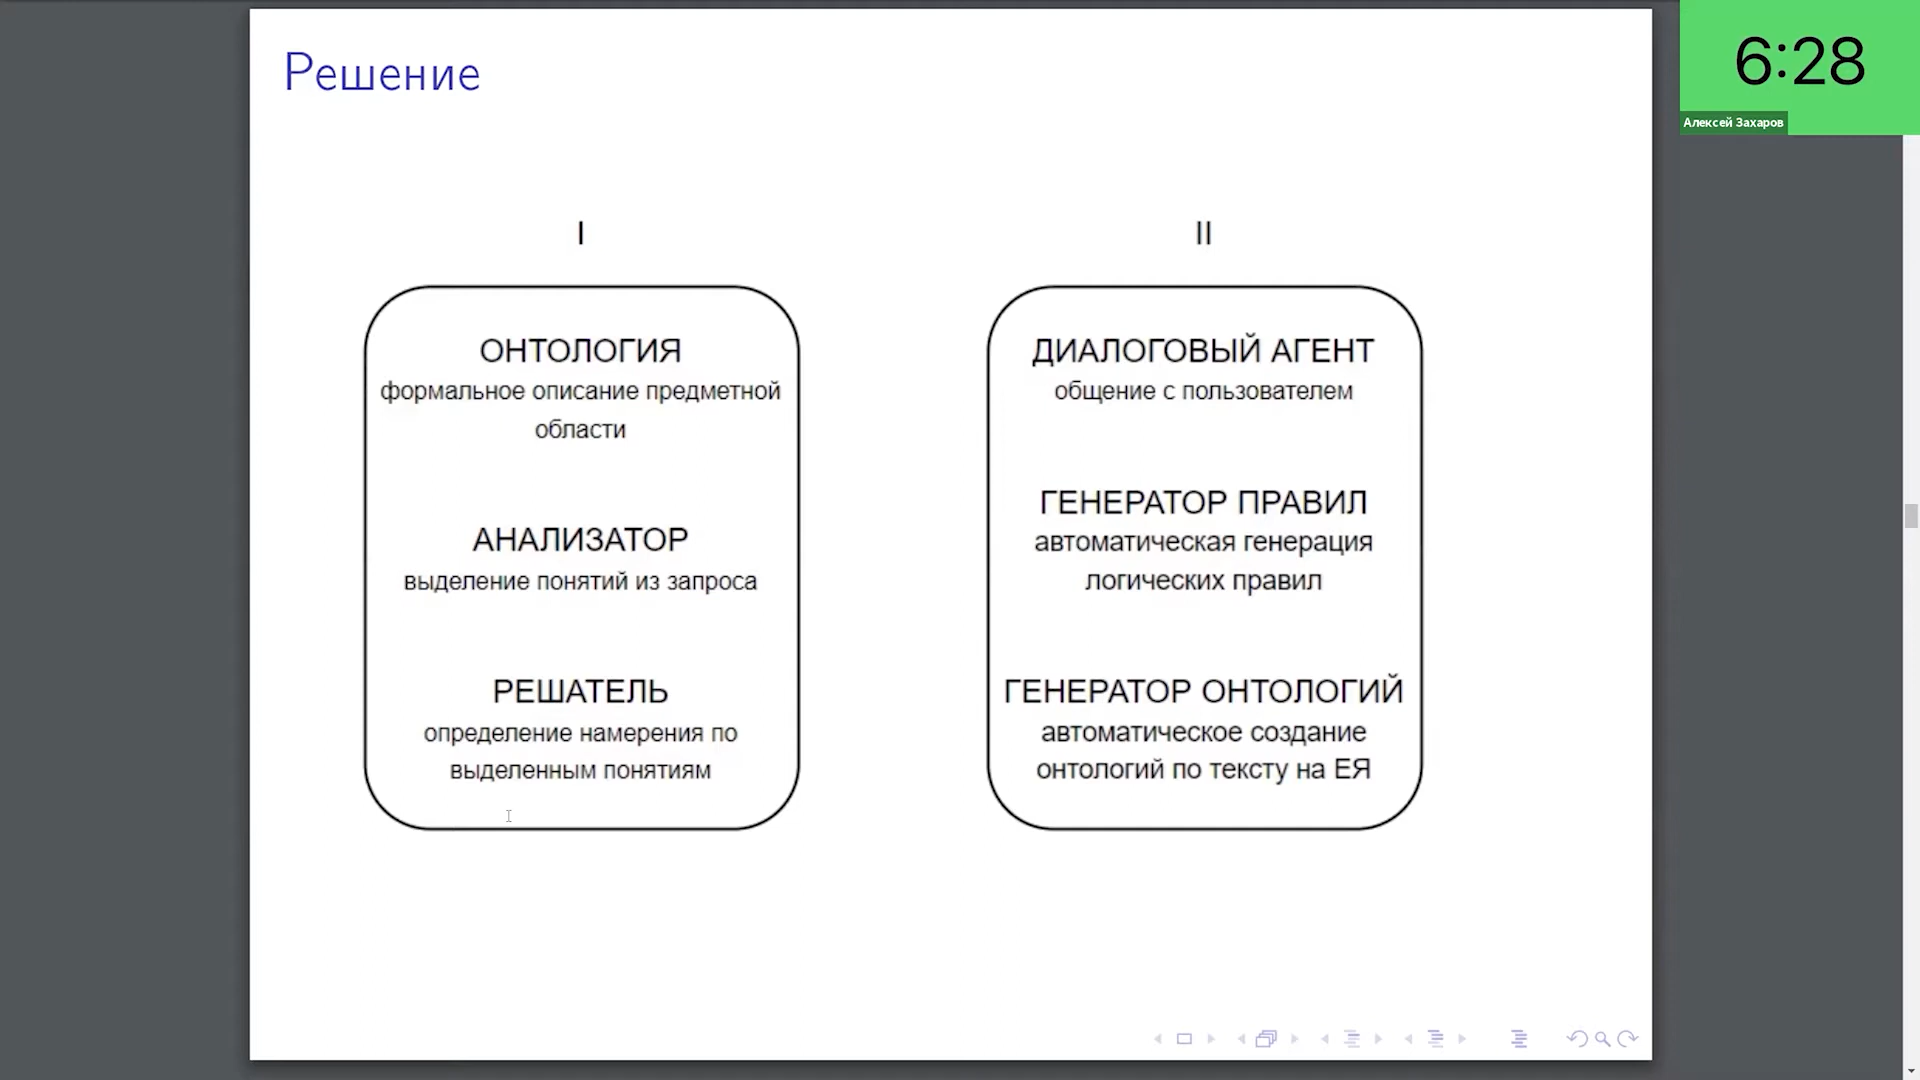 Решение
6:28
Алексей Захаров
I
ОНТОЛОГИЯ
формальное описание предметной
области
АНАЛИЗАТОР
выделение понятий из запроса
РЕШАТЕЛЬ
определение намерения по
выделенным понятиям
II
ДИАЛОГОВЫЙ АГЕНТ
общение с пользователем
ГЕНЕРАТОР ПРАВИЛ
автоматическая генерация
логических правил
ГЕНЕРАТОР ОНТОЛОГИЙ
автоматическое создание
онтологий по тексту на ЕЯ